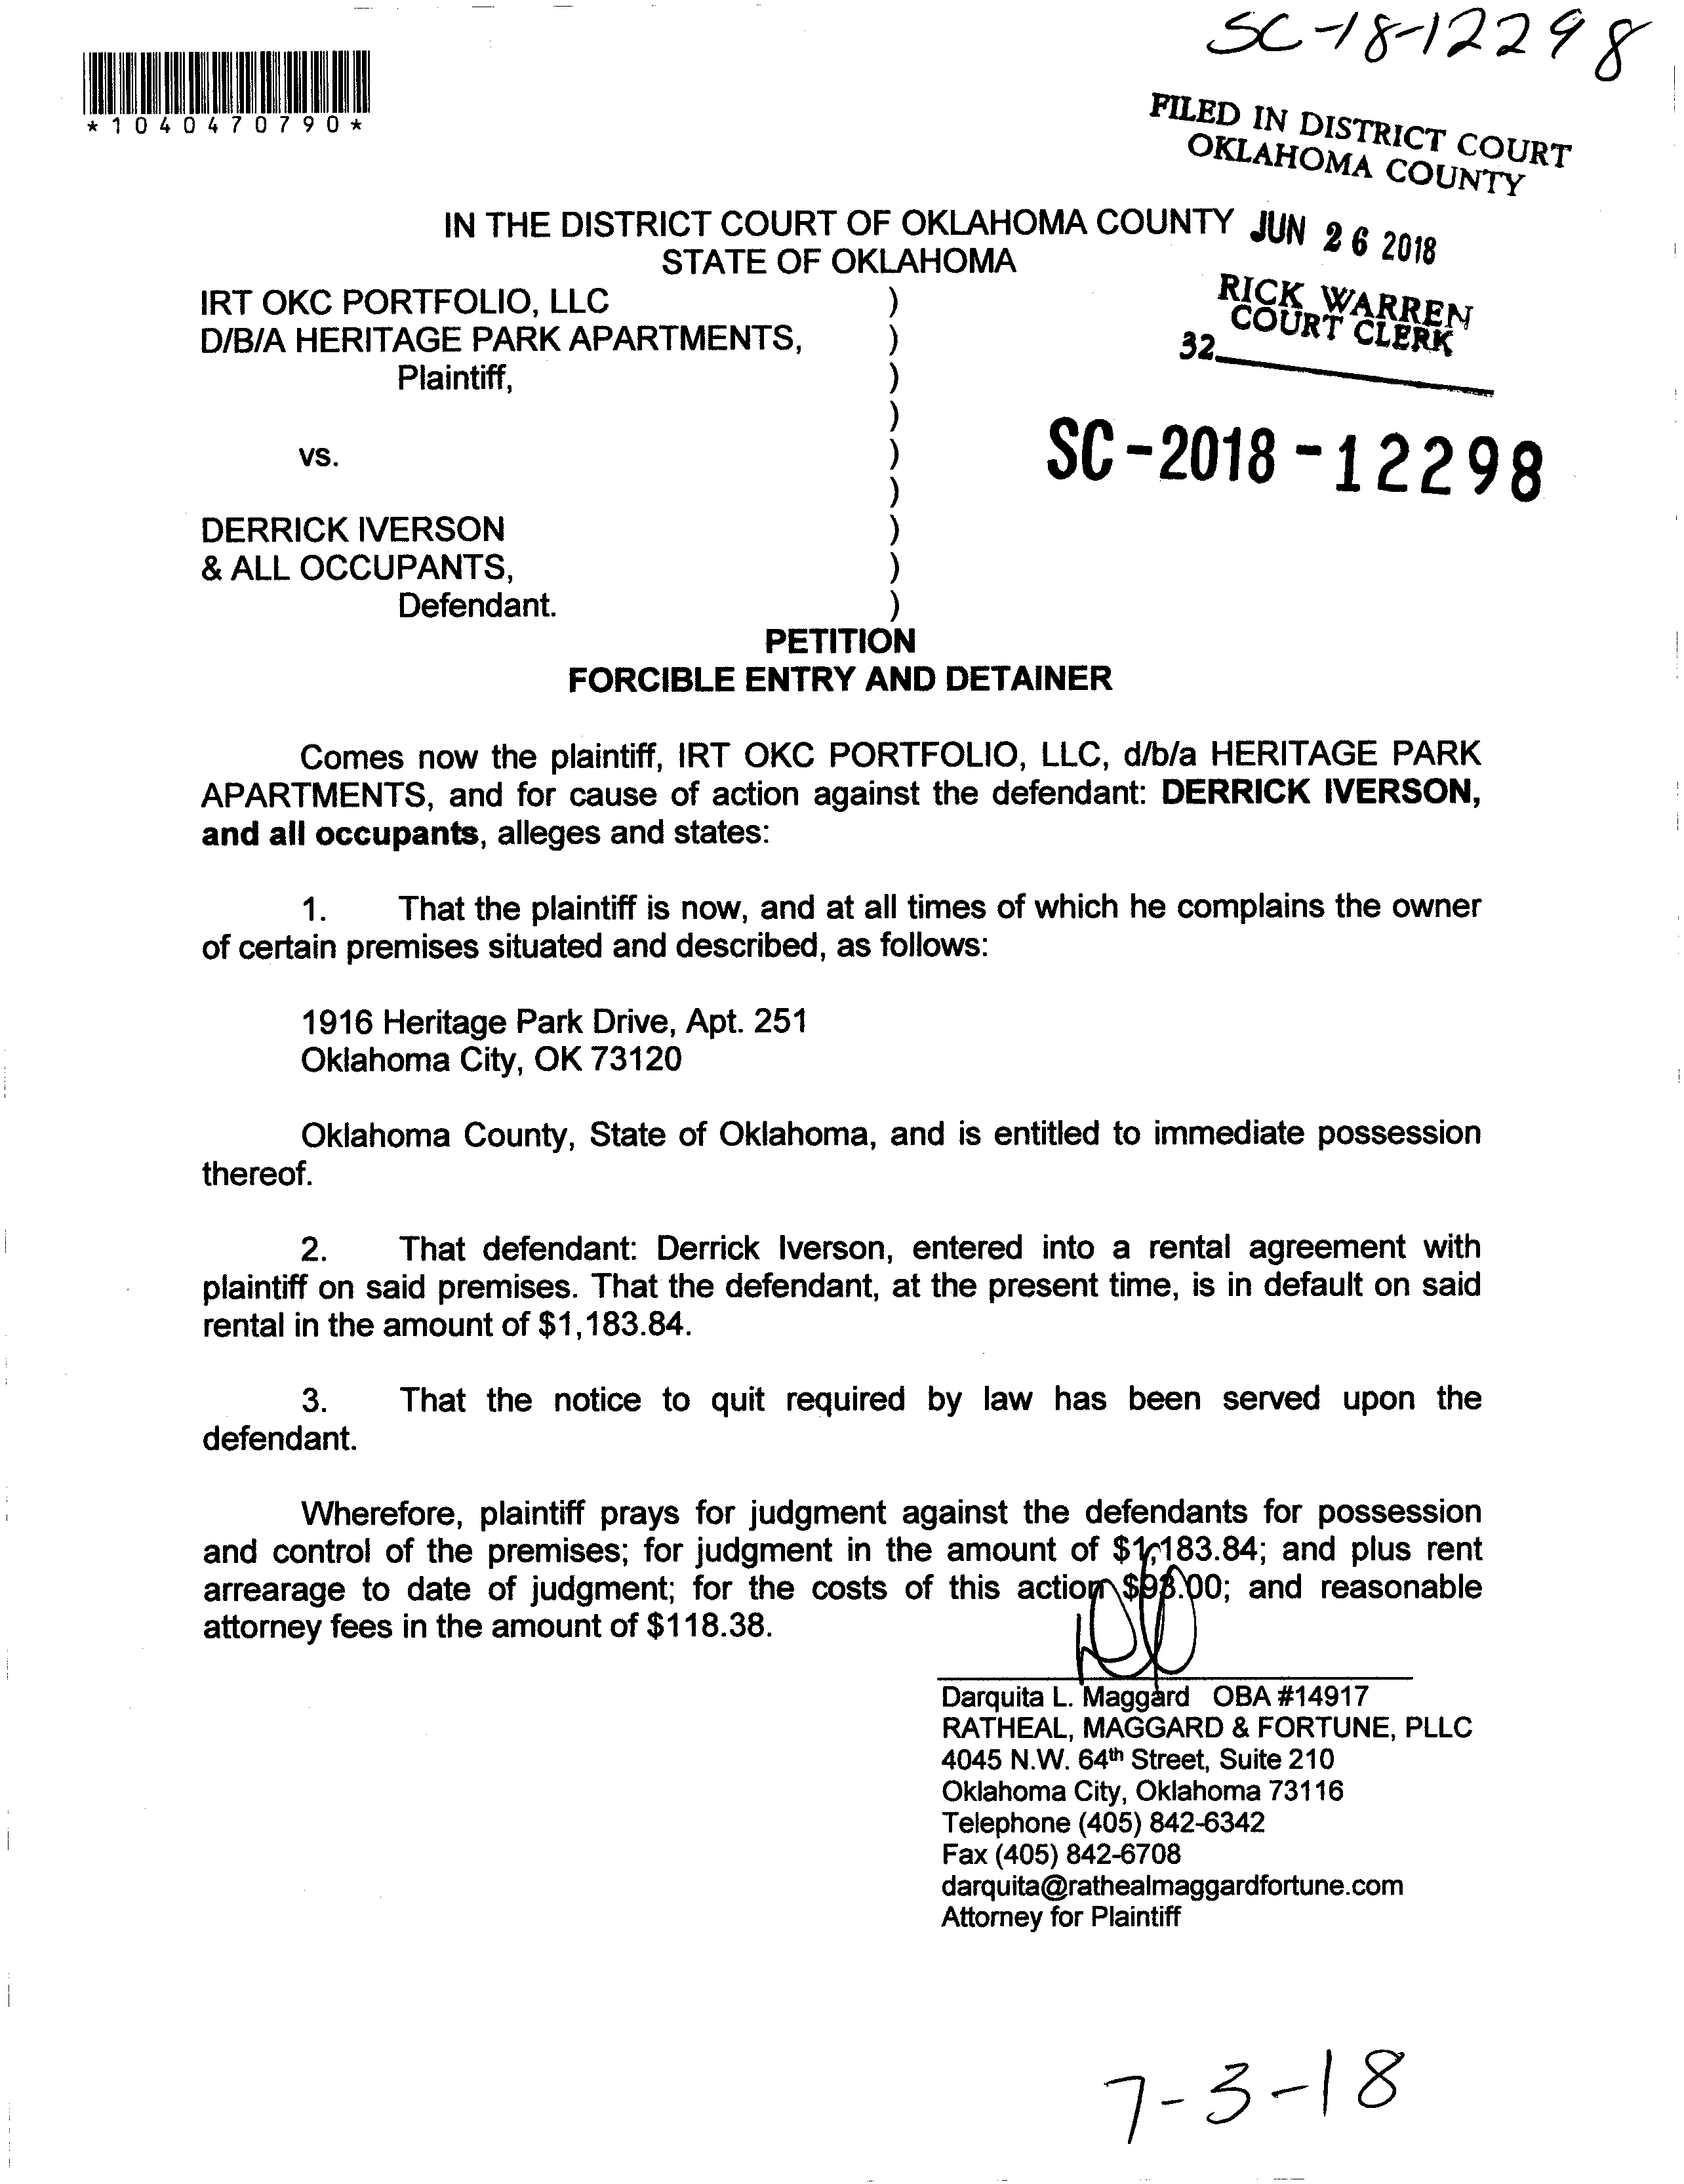 SC-18-12298
*1040470790*
FILED IN DISTRICT COURT
OKLAHOMA COUNTY
IN THE DISTRICT COURT OF OKLAHOMA COUNTY JUN 26 2018
STATE OF OKLAHOMA
RICK WARREN
COURT CLERK
32
IRT OKC PORTFOLIO, LLC )
D/B/A HERITAGE PARK APARTMENTS, )
Plaintiff, )
)
vs. )
)
SC-2018-12298
DERRICK IVERSON )
& ALL OCCUPANTS, )
Defendant. )
PETITION
FORCIBLE ENTRY AND DETAINER
Comes now the plaintiff, IRT OKC PORTFOLIO, LLC, d/b/a HERITAGE PARK
APARTMENTS, and for cause of action against the defendant: DERRICK IVERSON,
and all occupants, alleges and states:
1. That the plaintiff is now, and at all times of which he complains the owner
of certain premises situated and described, as follows:
1916 Heritage Park Drive, Apt. 251
Oklahoma City, OK 73120
Oklahoma County, State of Oklahoma, and is entitled to immediate possession
thereof.
2. That defendant: Derrick Iverson, entered into a rental agreement with
plaintiff on said premises. That the defendant, at the present time, is in default on said
rental in the amount of $1,183.84.
3. That the notice to quit required by law has been served upon the
defendant.
Wherefore, plaintiff prays for judgment against the defendants for possession
and control of the premises; for judgment in the amount of $1,183.84; and plus rent
arrearage to date of judgment; for the costs of this action and reasonable
attorney fees in the amount of $118.38.
Darquita L. Maggard OBA #14917
RATHEAL, MAGGARD & FORTUNE, PLLC
4045 N.W. 64th Street, Suite 210
Oklahoma City, Oklahoma 73116
Telephone (405) 842-6342
Fax (405) 842-6708
darquita@rathealmaggardfortune.com
Attorney for Plaintiff
7-3-18